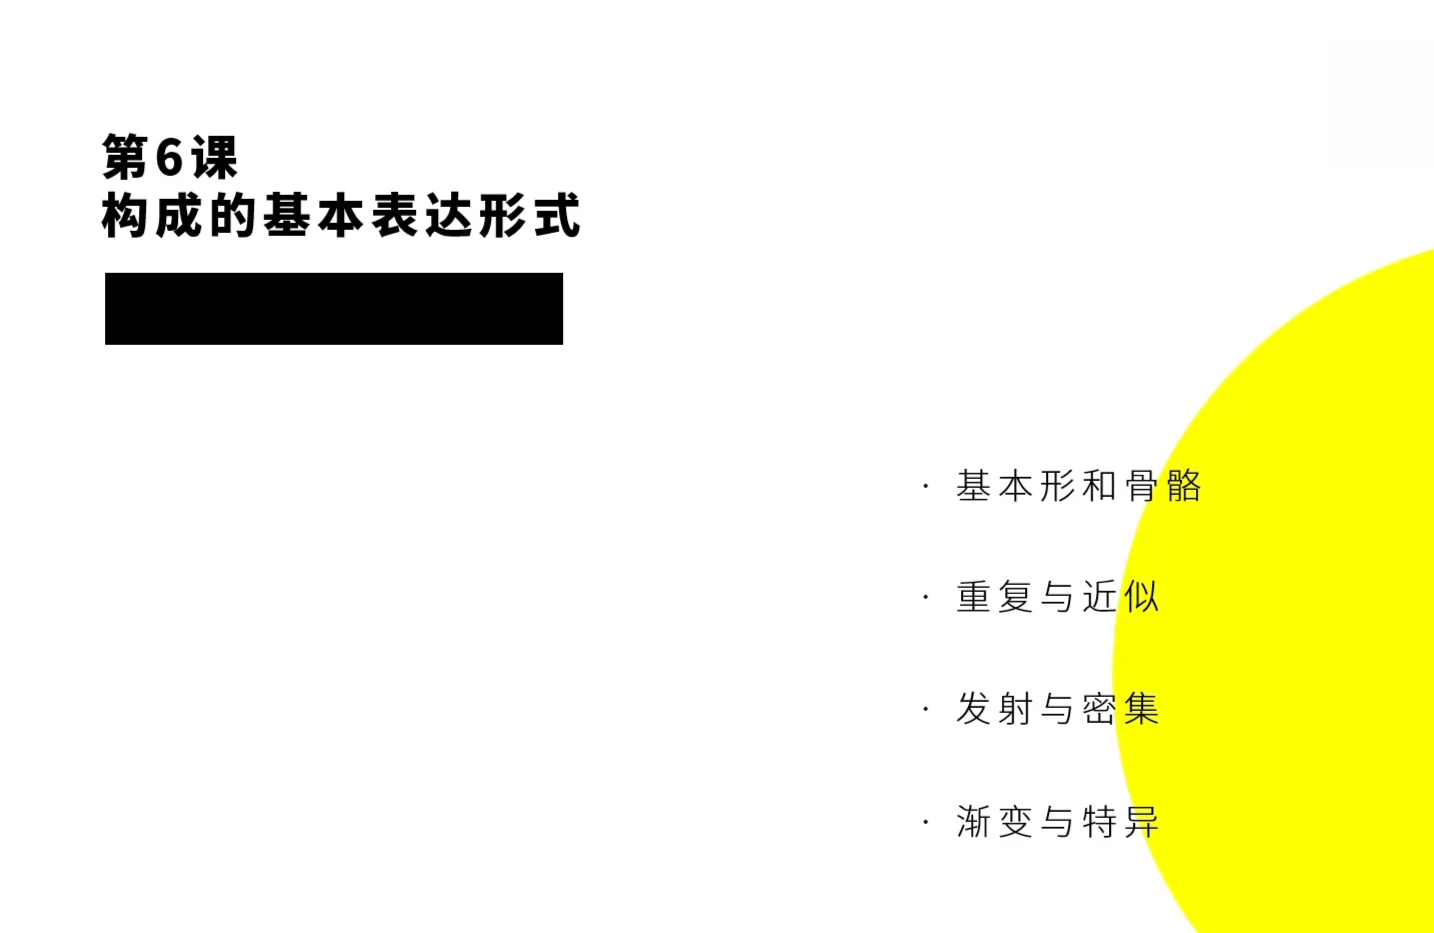 第6课
构成的基本表达形式
· 基本形和骨骼
· 重复与近似
· 发射与密集
· 渐变与特异